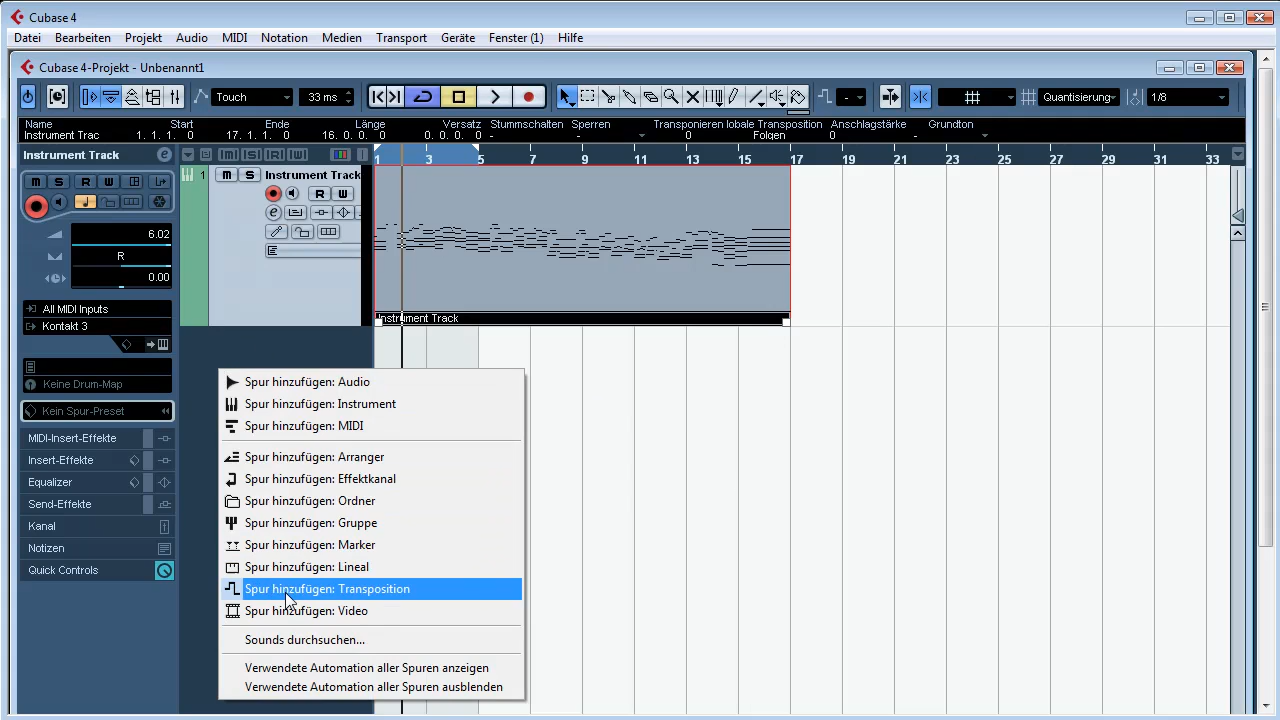 Cubase 4
Datei Bearbeiten Projekt Audio MIDI Notation Medien Transport Geräte Fenster (1) Hilfe
Cubase 4-Projekt - Unbenannt1
Touch 33 ms - Quantisierung 1/8
Name Start Ende Länge Versatz Stummschalten Sperren Transponieren lobale Transposition Anschlagstärke Grundton
Instrument Trac 1. 1. 1. 0 17. 1. 1. 0 16. 0. 0. 0 0. 0. 0. 0 - - 0 Folgen 0 -
Instrument Track
1 3 5 7 9 11 13 15 17 19 21 23 25 27 29 31 33
1 M S Instrument Track
M S R W
R W
6.02
R
0.00
All MIDI Inputs
Kontakt 3
Instrument Track
Keine Drum-Map
Kein Spur-Preset
MIDI-Insert-Effekte
Insert-Effekte
Equalizer
Send-Effekte
Kanal
Notizen
Quick Controls
Spur hinzufügen: Audio
Spur hinzufügen: Instrument
Spur hinzufügen: MIDI
Spur hinzufügen: Arranger
Spur hinzufügen: Effektkanal
Spur hinzufügen: Ordner
Spur hinzufügen: Gruppe
Spur hinzufügen: Marker
Spur hinzufügen: Lineal
Spur hinzufügen: Transposition
Spur hinzufügen: Video
Sounds durchsuchen...
Verwendete Automation aller Spuren anzeigen
Verwendete Automation aller Spuren ausblenden